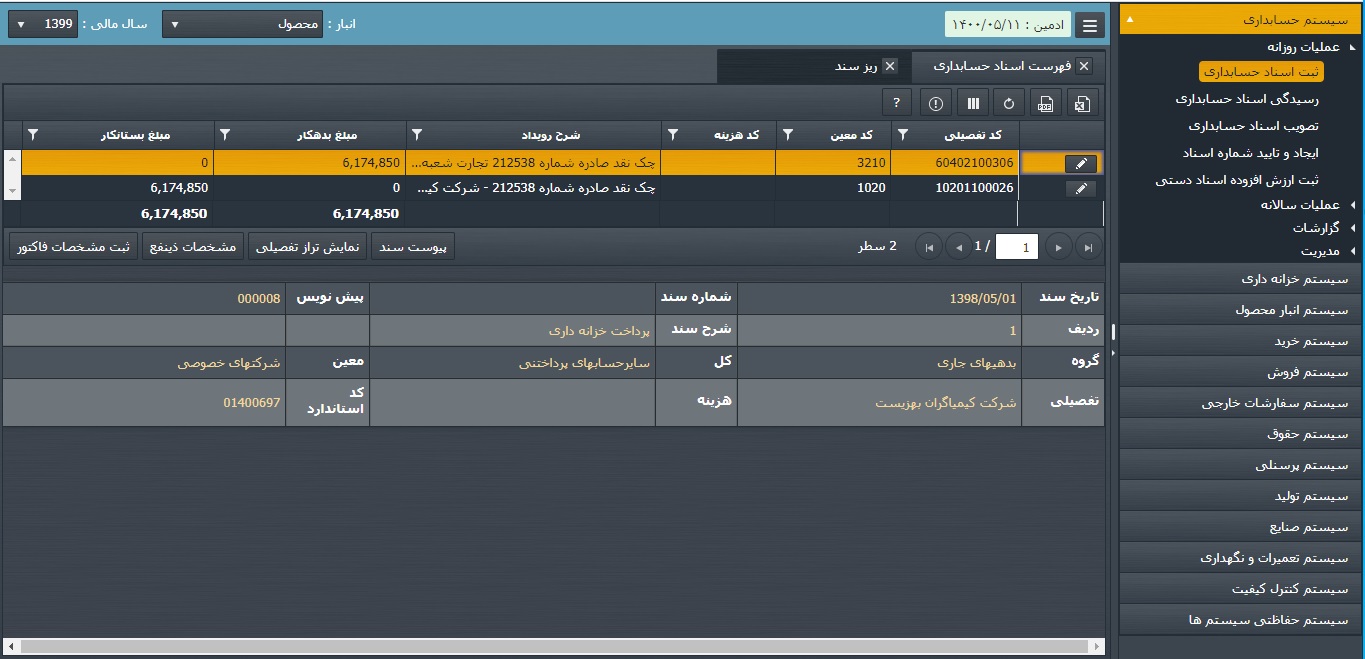 ادمین : ۱۴۰۰/۰۵/۱۱
انبار : محصول
سال مالی : 1399
سیستم حسابداری
عملیات روزانه
ثبت اسناد حسابداری
رسیدگی اسناد حسابداری
تصویب اسناد حسابداری
ایجاد و تایید شماره اسناد
ثبت ارزش افزوده اسناد دستی
عملیات سالانه
گزارشات
مدیریت
سیستم خزانه داری
سیستم انبار محصول
سیستم خرید
سیستم فروش
سیستم سفارشات خارجی
سیستم حقوق
سیستم پرسنلی
سیستم تولید
سیستم صنایع
سیستم تعمیرات و نگهداری
سیستم کنترل کیفیت
سیستم حفاظتی سیستم ها
فهرست اسناد حسابداری
ریز سند
?
کد تفصیلی کد معین کد هزینه شرح رویداد مبلغ بدهکار مبلغ بستانکار
60402100306 3210 چک نقد صادره شماره 212538 تجارت شعبه... 6,174,850 0
10201100026 1020 چک نقد صادره شماره 212538 - شرکت کی... 0 6,174,850
6,174,850 6,174,850
1 / 1
2 سطر
پیوست سند
نمایش تراز تفصیلی
مشخصات ذینفع
ثبت مشخصات فاکتور
تاریخ سند 1398/05/01 شماره سند پیش نویس 000008
ردیف 1 شرح سند پرداخت خزانه داری
گروه بدهیهای جاری کل سایرحسابهای پرداختنی معین شرکتهای خصوصی
تفصیلی شرکت کیمیاگران بهزیست هزینه کد استاندارد 01400697